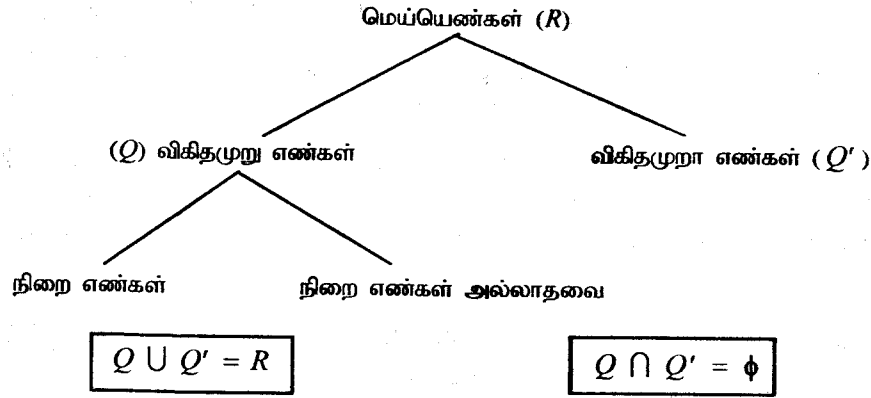 மெய்யெண்கள் (R)
(Q) விகிதமுறு எண்கள் விகிதமுறா எண்கள் (Q′)
நிறை எண்கள் நிறை எண்கள் அல்லாதவை
Q ∪ Q′ = R Q ∩ Q′ = ϕ